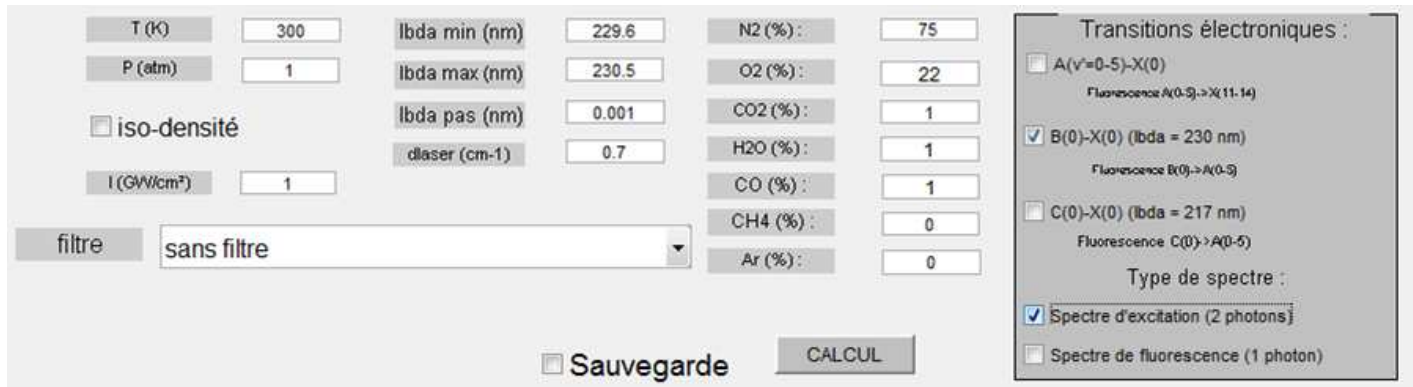 T (K) 300
P (atm) 1
iso-densité
I (GW/cm²) 1
lbda min (nm) 229.6
lbda max (nm) 230.5
lbda pas (nm) 0.001
dlaser (cm-1) 0.7
N2 (%) : 75
O2 (%) : 22
CO2 (%) : 1
H2O (%) : 1
CO (%) : 1
CH4 (%) : 0
Ar (%) : 0
filtre sans filtre
Sauvegarde CALCUL
Transitions électroniques :
A(v'=0-5)-X(0)
Fluorescence A(0-5)->X(11-14)
B(0)-X(0) (lbda = 230 nm)
Fluorescence B(0)->A(0-5)
C(0)-X(0) (lbda = 217 nm)
Fluorescence C(0)->A(0-5)
Type de spectre :
Spectre d'excitation (2 photons)
Spectre de fluorescence (1 photon)